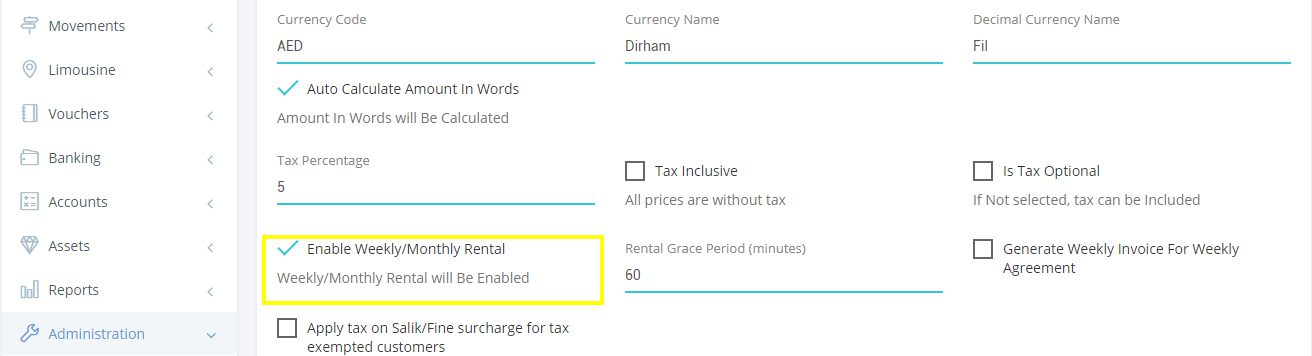 Movements
Limousine
Vouchers
Banking
Accounts
Assets
Reports
Administration
Currency Code
AED
Currency Name
Dirham
Decimal Currency Name
Fil
Auto Calculate Amount In Words
Amount In Words will Be Calculated
Tax Percentage
5
Tax Inclusive
All prices are without tax
Is Tax Optional
If Not selected, tax can be Included
Enable Weekly/Monthly Rental
Weekly/Monthly Rental will Be Enabled
Rental Grace Period (minutes)
60
Generate Weekly Invoice For Weekly
Agreement
Apply tax on Salik/Fine surcharge for tax
exempted customers